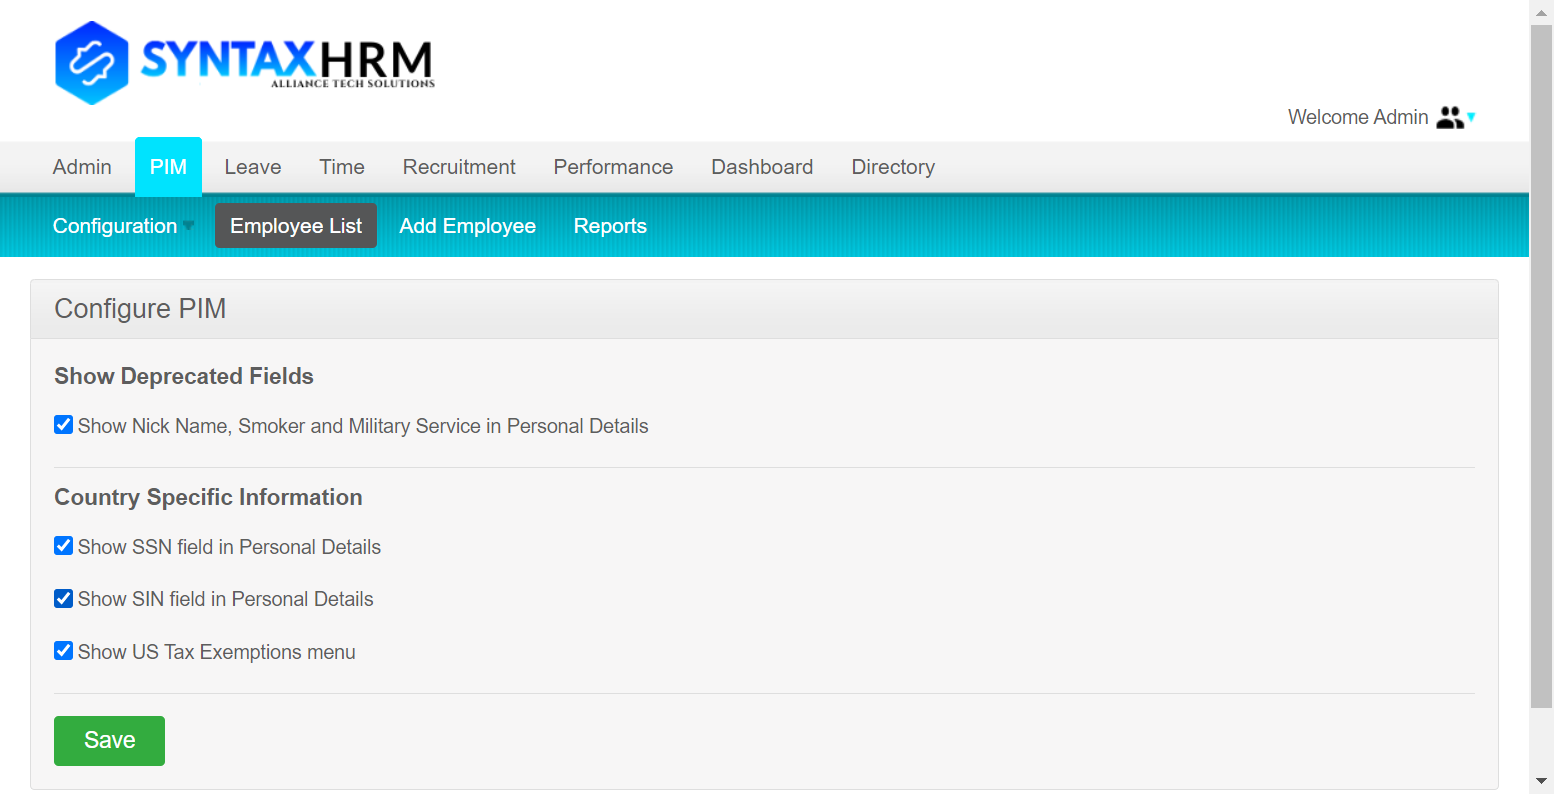 SYNTAXHRM
ALLIANCE TECH SOLUTIONS
Welcome Admin
Admin PIM Leave Time Recruitment Performance Dashboard Directory
Configuration Employee List Add Employee Reports
Configure PIM
Show Deprecated Fields
Show Nick Name, Smoker and Military Service in Personal Details
Country Specific Information
Show SSN field in Personal Details
Show SIN field in Personal Details
Show US Tax Exemptions menu
Save